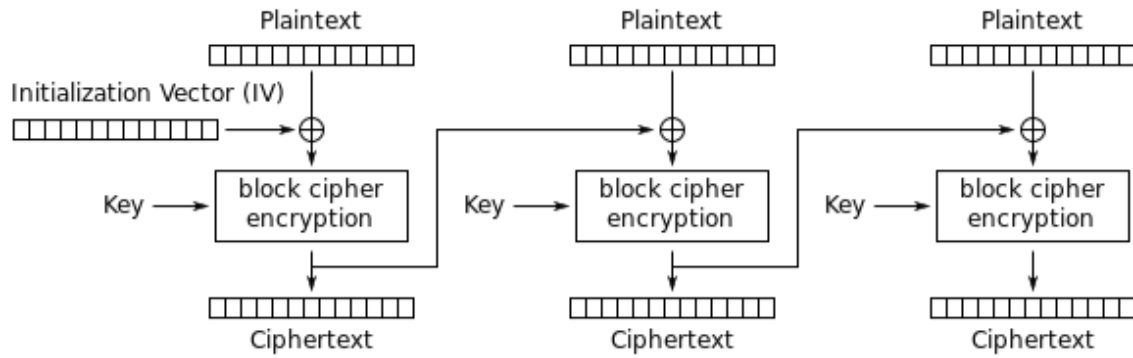 Plaintext
Plaintext
Plaintext
Initialization Vector (IV)
Key
block cipher
encryption
Key
block cipher
encryption
Key
block cipher
encryption
Ciphertext
Ciphertext
Ciphertext